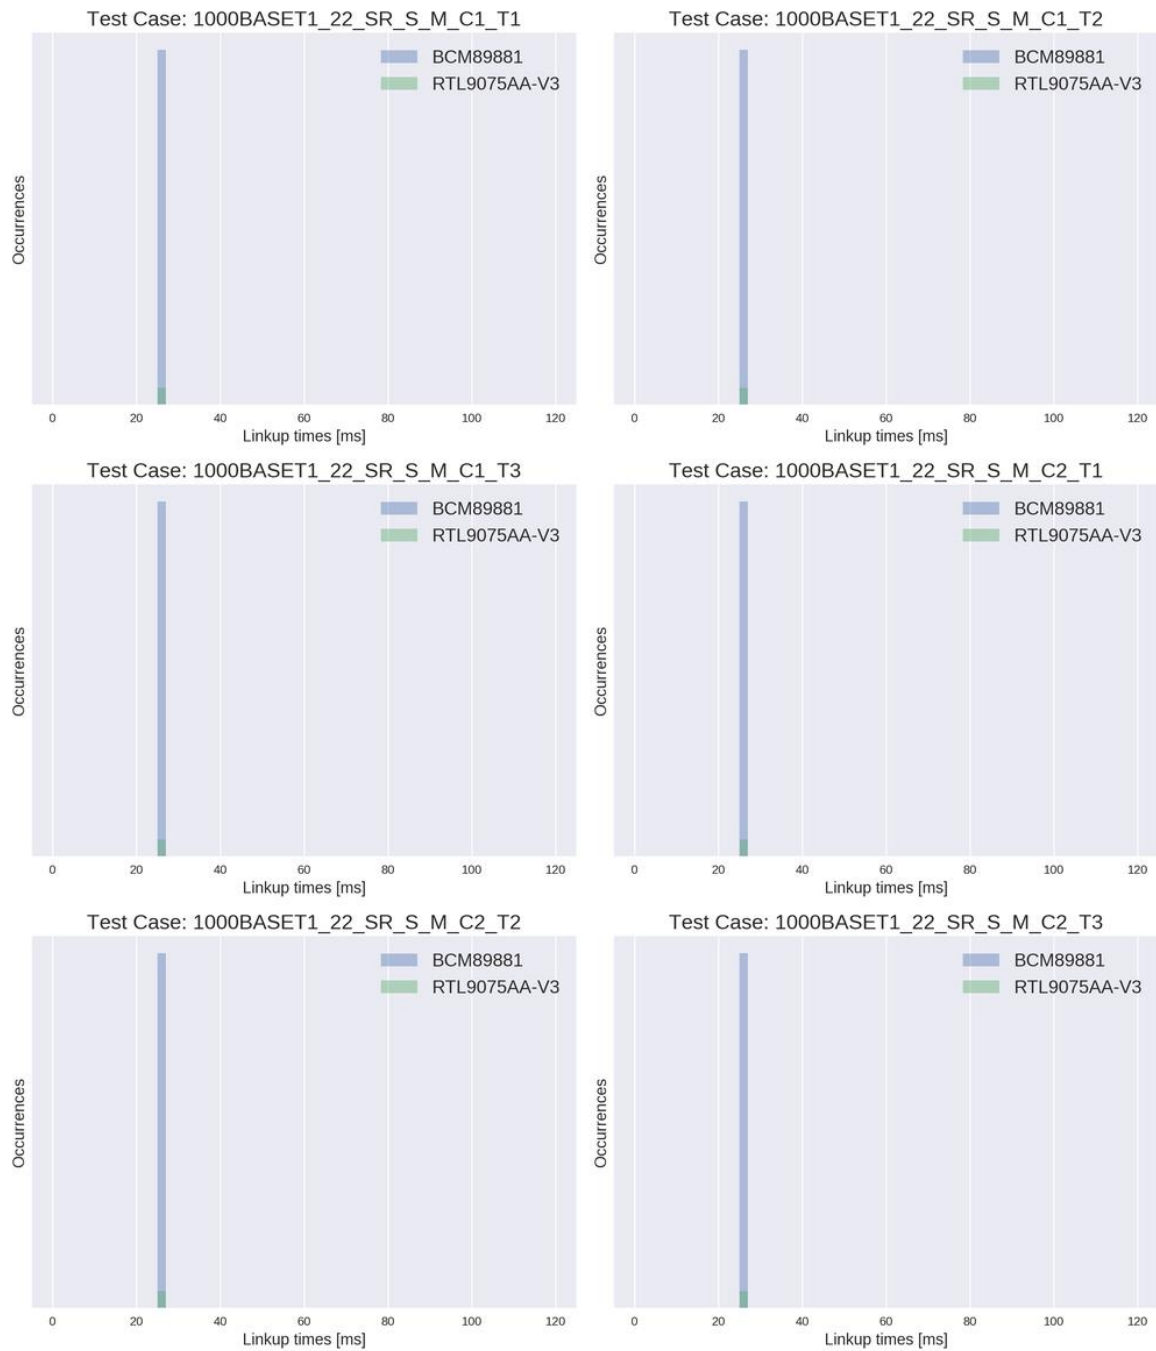 Test Case: 1000BASET1_22_SR_S_M_C1_T1
BCM89881
RTL9075AA-V3
Occurrences
0 20 40 60 80 100 120
Linkup times [ms]
Test Case: 1000BASET1_22_SR_S_M_C1_T2
BCM89881
RTL9075AA-V3
Occurrences
0 20 40 60 80 100 120
Linkup times [ms]
Test Case: 1000BASET1_22_SR_S_M_C1_T3
BCM89881
RTL9075AA-V3
Occurrences
0 20 40 60 80 100 120
Linkup times [ms]
Test Case: 1000BASET1_22_SR_S_M_C2_T1
BCM89881
RTL9075AA-V3
Occurrences
0 20 40 60 80 100 120
Linkup times [ms]
Test Case: 1000BASET1_22_SR_S_M_C2_T2
BCM89881
RTL9075AA-V3
Occurrences
0 20 40 60 80 100 120
Linkup times [ms]
Test Case: 1000BASET1_22_SR_S_M_C2_T3
BCM89881
RTL9075AA-V3
Occurrences
0 20 40 60 80 100 120
Linkup times [ms]